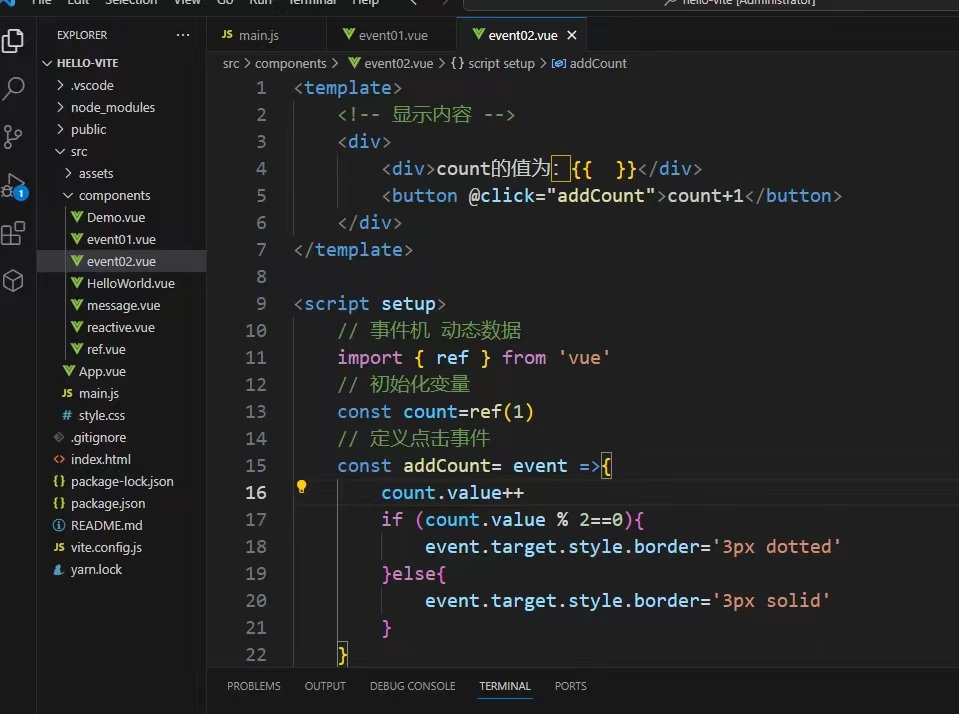 File Edit Selection View Go Run Terminal Help hello-vite [Administrator]
EXPLORER ...
JS main.js event01.vue event02.vue
src > components > event02.vue > {} script setup > addCount
HELLO-VITE
.vscode
node_modules
public
src
assets
components
Demo.vue
event01.vue
event02.vue
HelloWorld.vue
message.vue
reactive.vue
ref.vue
App.vue
JS main.js
# style.css
.gitignore
<> index.html
{} package-lock.json
{} package.json
README.md
JS vite.config.js
yarn.lock
1
1 <template>
2 <!-- 显示内容 -->
3 <div>
4 <div>count的值为：{{  }}</div>
5 <button @click="addCount">count+1</button>
6 </div>
7 </template>
8
9 <script setup>
10 // 事件机 动态数据
11 import { ref } from 'vue'
12 // 初始化变量
13 const count=ref(1)
14 // 定义点击事件
15 const addCount= event =>{
16 count.value++
17 if (count.value % 2==0){
18 event.target.style.border='3px dotted'
19 }else{
20 event.target.style.border='3px solid'
21 }
22 }
PROBLEMS OUTPUT DEBUG CONSOLE TERMINAL PORTS